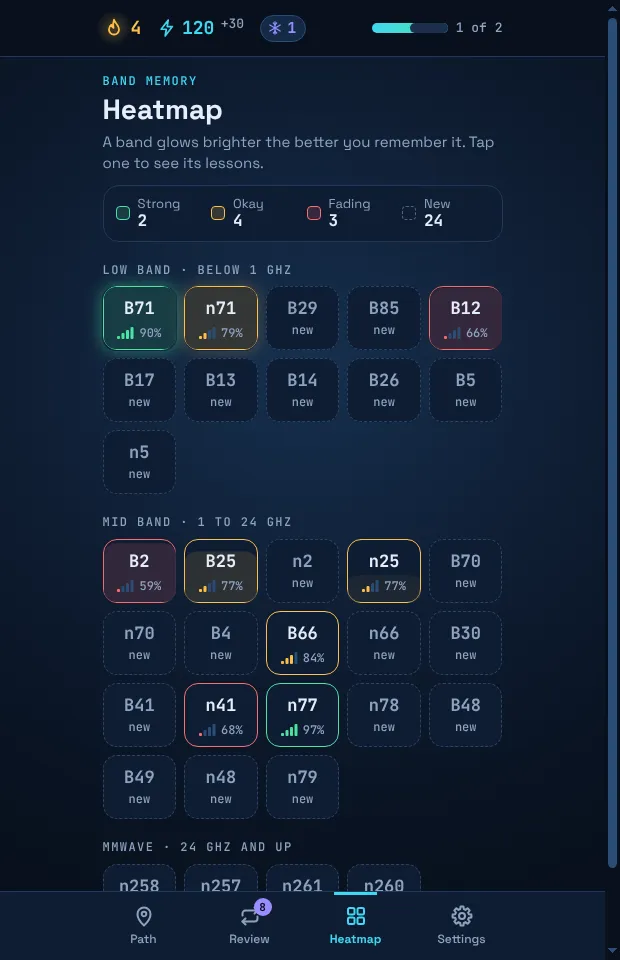 4 120 +30 1 1 of 2
BAND MEMORY
Heatmap
A band glows brighter the better you remember it. Tap
one to see its lessons.
Strong Okay Fading New
2 4 3 24
LOW BAND · BELOW 1 GHZ
B71 n71 B29 B85 B12
90% 79% new new 66%
B17 B13 B14 B26 B5
new new new new new
n5
new
MID BAND · 1 TO 24 GHZ
B2 B25 n2 n25 B70
59% 77% new 77% new
n70 B4 B66 n66 B30
new new 84% new new
B41 n41 n77 n78 B48
new 68% 97% new new
B49 n48 n79
new new new
MMWAVE · 24 GHZ AND UP
n258 n257 n261 n260
8
Path Review Heatmap Settings